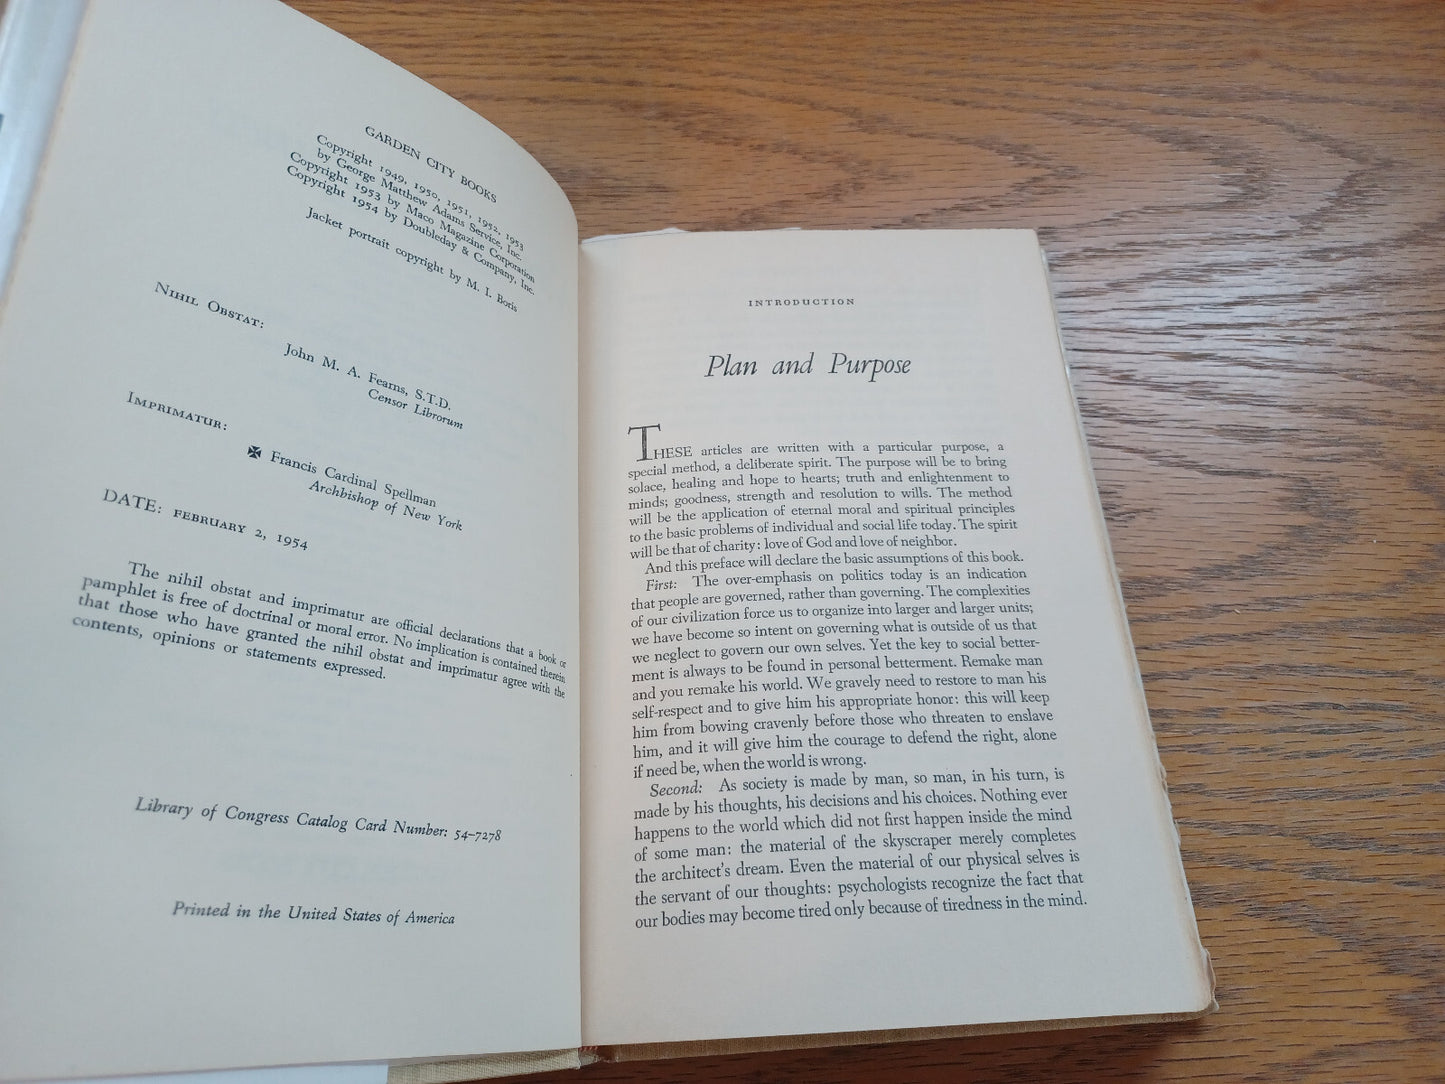 GARDEN CITY BOOKS
Copyright 1949, 1950, 1951, 1952, 1953
by George Matthew Adams Service, Inc.
Copyright 1953 by Maco Magazine Corporation
Copyright 1954 by Doubleday & Company, Inc.
Jacket portrait copyright by M. I. Boris
NIHIL OBSTAT:
John M. A. Fearns, S.T.D.
Censor Librorum
IMPRIMATUR:
✠ Francis Cardinal Spellman
Archbishop of New York
DATE: FEBRUARY 2, 1954
The nihil obstat and imprimatur are official declarations that a book or
pamphlet is free of doctrinal or moral error. No implication is contained therein
that those who have granted the nihil obstat and imprimatur agree with the
contents, opinions or statements expressed.
Library of Congress Catalog Card Number: 54–7278
Printed in the United States of America
INTRODUCTION
Plan and Purpose
THESE articles are written with a particular purpose, a
special method, a deliberate spirit. The purpose will be to bring
solace, healing and hope to hearts; truth and enlightenment to
minds; goodness, strength and resolution to wills. The method
will be the application of eternal moral and spiritual principles
to the basic problems of individual and social life today. The spirit
will be that of charity: love of God and love of neighbor.
And this preface will declare the basic assumptions of this book.
First: The over-emphasis on politics today is an indication
that people are governed, rather than governing. The complexities
of our civilization force us to organize into larger and larger units;
we have become so intent on governing what is outside of us that
we neglect to govern our own selves. Yet the key to social better-
ment is always to be found in personal betterment. Remake man
and you remake his world. We gravely need to restore to man his
self-respect and to give him his appropriate honor: this will keep
him from bowing cravenly before those who threaten to enslave
him, and it will give him the courage to defend the right, alone
if need be, when the world is wrong.
Second: As society is made by man, so man, in his turn, is
made by his thoughts, his decisions and his choices. Nothing ever
happens to the world which did not first happen inside the mind
of some man: the material of the skyscraper merely completes
the architect's dream. Even the material of our physical selves is
the servant of our thoughts: psychologists recognize the fact that
our bodies may become tired only because of tiredness in the mind.